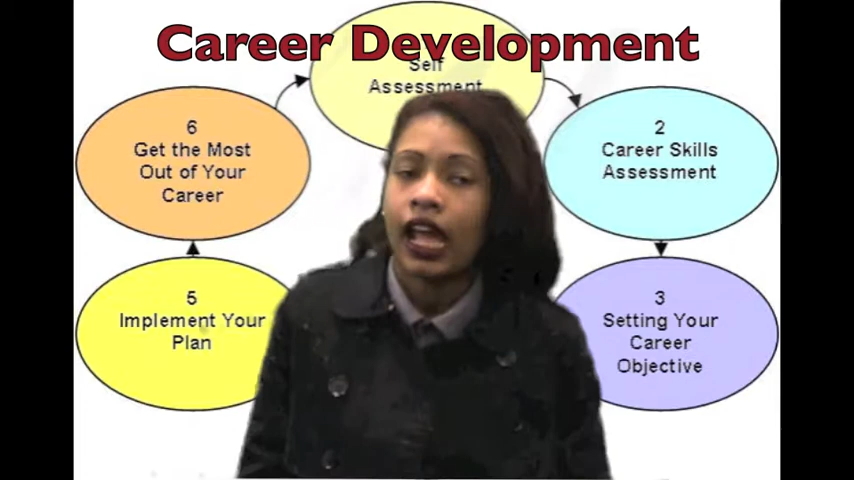 Career Development
Self
Assessment
2
Career Skills
Assessment
3
Setting Your
Career
Objective
5
Implement Your
Plan
6
Get the Most
Out of Your
Career